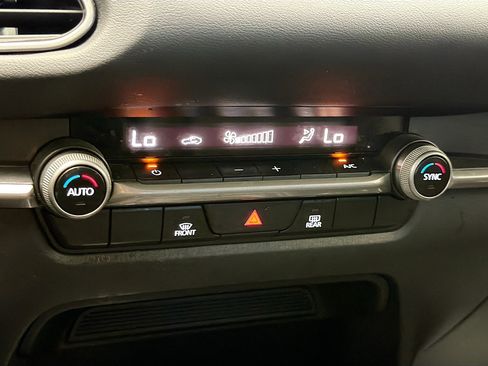 Lo Lo
A/C
AUTO SYNC
FRONT REAR